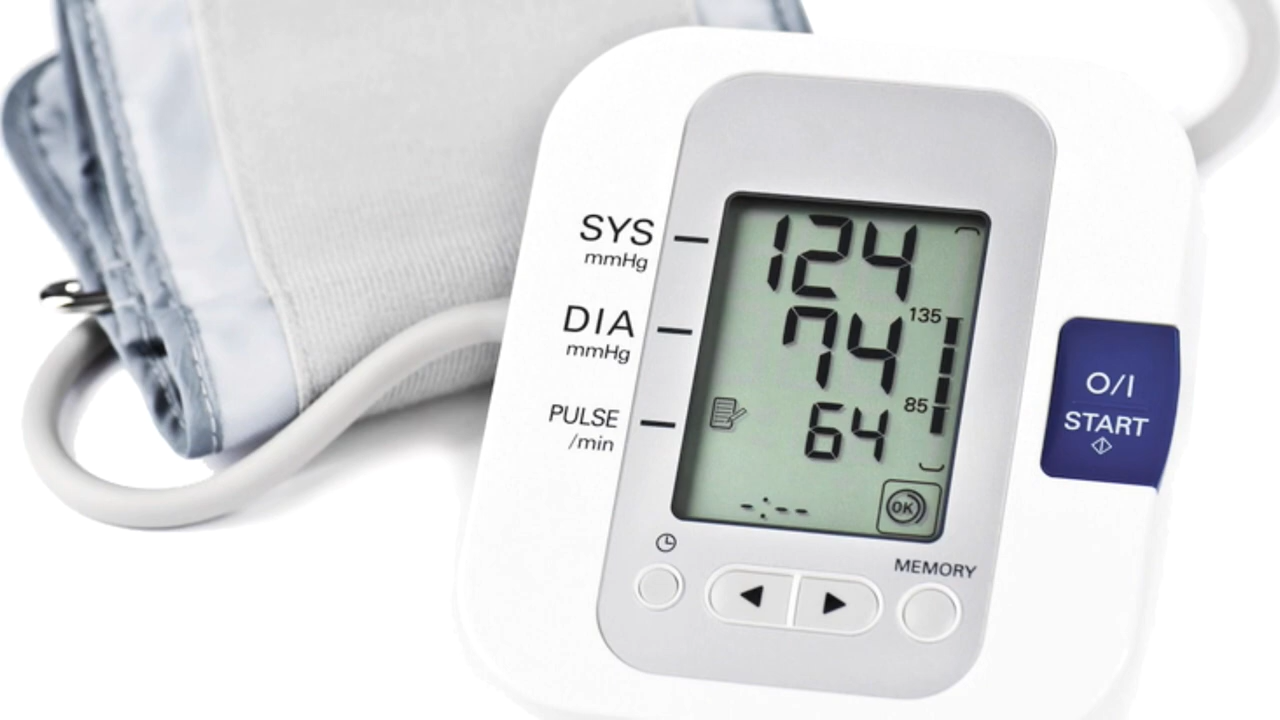 SYS
mmHg
124
DIA
mmHg
74
135
PULSE
/min
64
85
-:--
OK
O/I
START
MEMORY